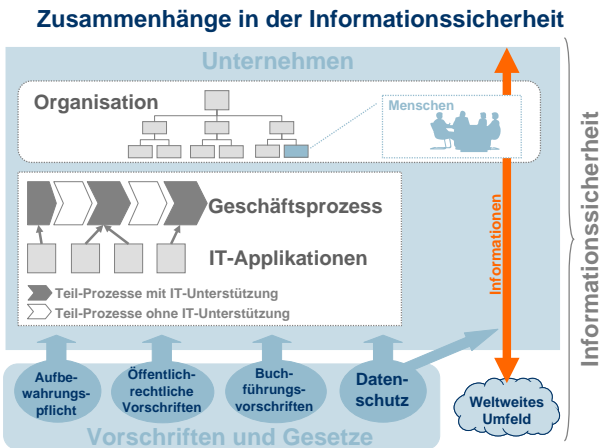 Zusammenhänge in der Informationssicherheit
Unternehmen
Organisation
Menschen
Geschäftsprozess
IT-Applikationen
Teil-Prozesse mit IT-Unterstützung
Teil-Prozesse ohne IT-Unterstützung
Informationen
Informationssicherheit
Aufbe-
wahrungs-
pflicht
Öffentlich-
rechtliche
Vorschriften
Buch-
führungs-
vorschriften
Daten-
schutz
Weltweites
Umfeld
Vorschriften und Gesetze